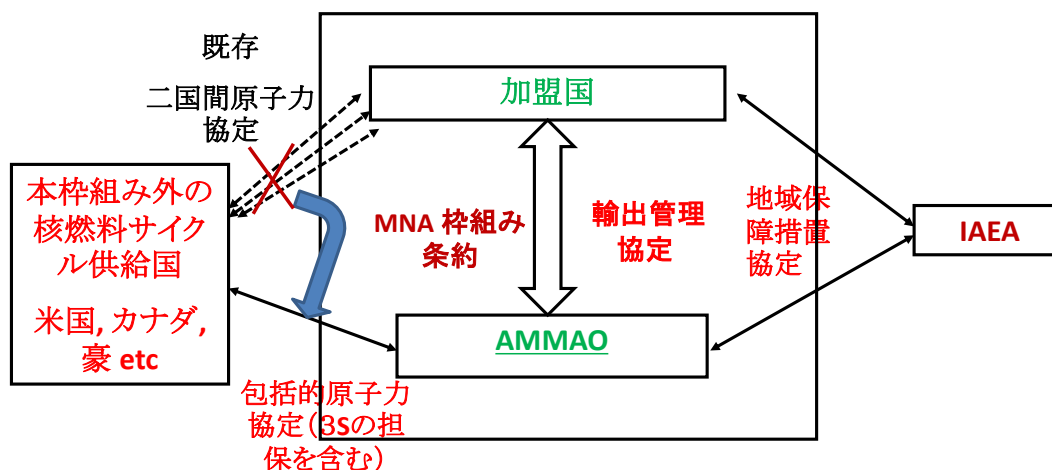 既存
二国間原子力
協定
加盟国
本枠組み外の
核燃料サイク
ル供給国
米国, カナダ,
豪 etc
MNA 枠組み
条約
輸出管理
協定
地域保
障措置
協定
IAEA
AMMAO
包括的原子力
協定(3Sの担
保を含む)